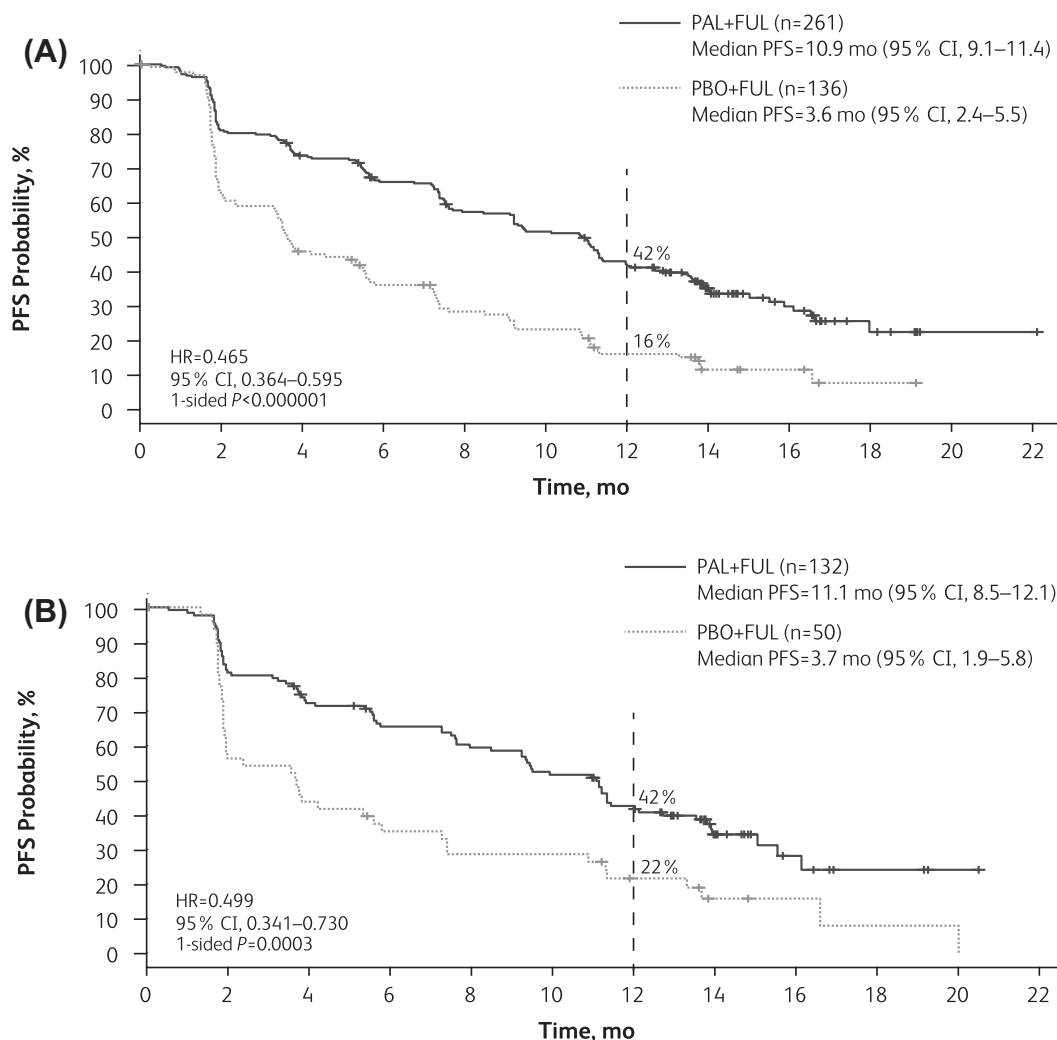 (A)
PAL+FUL (n=261)
Median PFS=10.9 mo (95% CI, 9.1–11.4)
PBO+FUL (n=136)
Median PFS=3.6 mo (95% CI, 2.4–5.5)
PFS Probability, %
100
90
80
70
60
50
40
30
20
10
0
42%
16%
HR=0.465
95% CI, 0.364–0.595
1-sided P<0.000001
0 2 4 6 8 10 12 14 16 18 20 22
Time, mo
(B)
PAL+FUL (n=132)
Median PFS=11.1 mo (95% CI, 8.5–12.1)
PBO+FUL (n=50)
Median PFS=3.7 mo (95% CI, 1.9–5.8)
PFS Probability, %
100
90
80
70
60
50
40
30
20
10
0
42%
22%
HR=0.499
95% CI, 0.341–0.730
1-sided P=0.0003
0 2 4 6 8 10 12 14 16 18 20 22
Time, mo